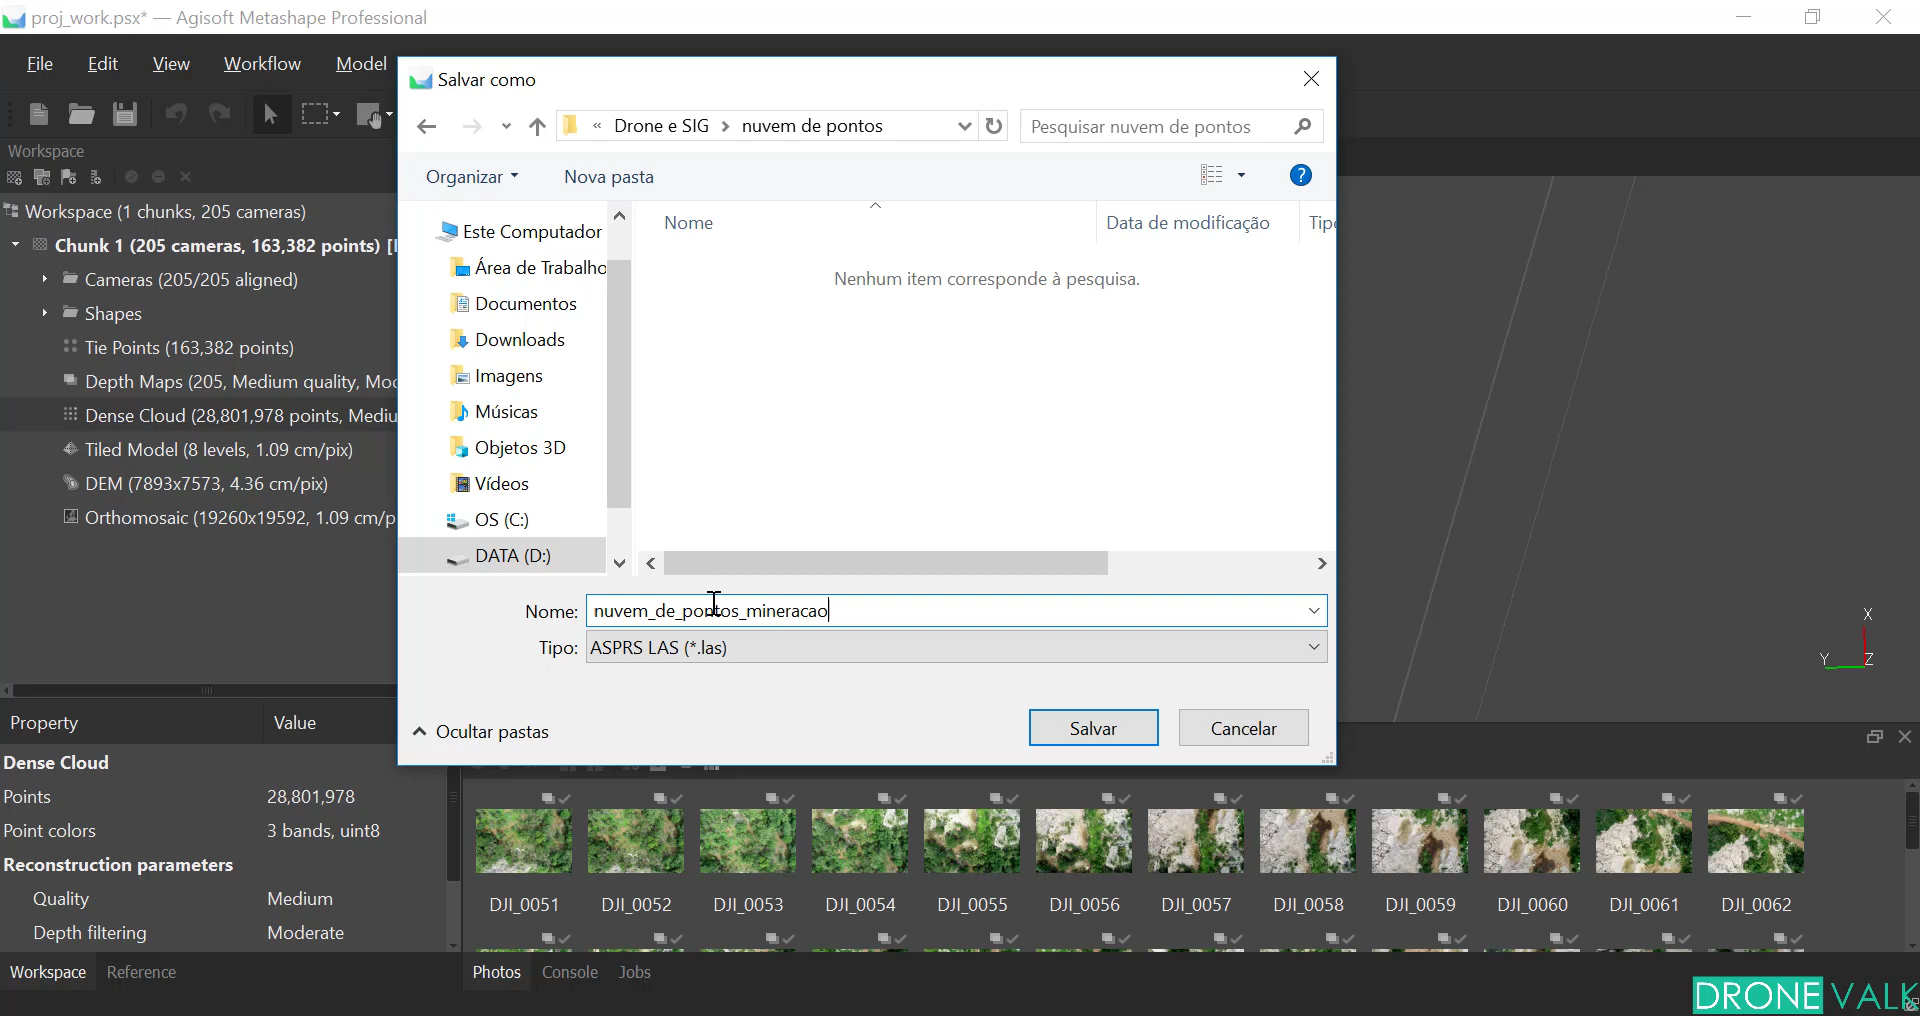 proj_work.psx* — Agisoft Metashape Professional
File Edit View Workflow Model
Workspace
Workspace (1 chunks, 205 cameras)
Chunk 1 (205 cameras, 163,382 points) [
Cameras (205/205 aligned)
Shapes
Tie Points (163,382 points)
Depth Maps (205, Medium quality, Mo
Dense Cloud (28,801,978 points, Mediu
Tiled Model (8 levels, 1.09 cm/pix)
DEM (7893x7573, 4.36 cm/pix)
Orthomosaic (19260x19592, 1.09 cm/p
Property Value
Dense Cloud
Points 28,801,978
Point colors 3 bands, uint8
Reconstruction parameters
Quality Medium
Depth filtering Moderate
Workspace Reference
Salvar como
« Drone e SIG > nuvem de pontos
Pesquisar nuvem de pontos
Organizar Nova pasta
?
Este Computador
Área de Trabalho
Documentos
Downloads
Imagens
Músicas
Objetos 3D
Vídeos
OS (C:)
DATA (D:)
Nome Data de modificação Tipo
Nenhum item corresponde à pesquisa.
Nome: nuvem_de_pontos_mineracao
Tipo: ASPRS LAS (*.las)
Ocultar pastas
Salvar Cancelar
X
Y Z
DJI_0051 DJI_0052 DJI_0053 DJI_0054 DJI_0055 DJI_0056 DJI_0057 DJI_0058 DJI_0059 DJI_0060 DJI_0061 DJI_0062
Photos Console Jobs
DRONE VALK